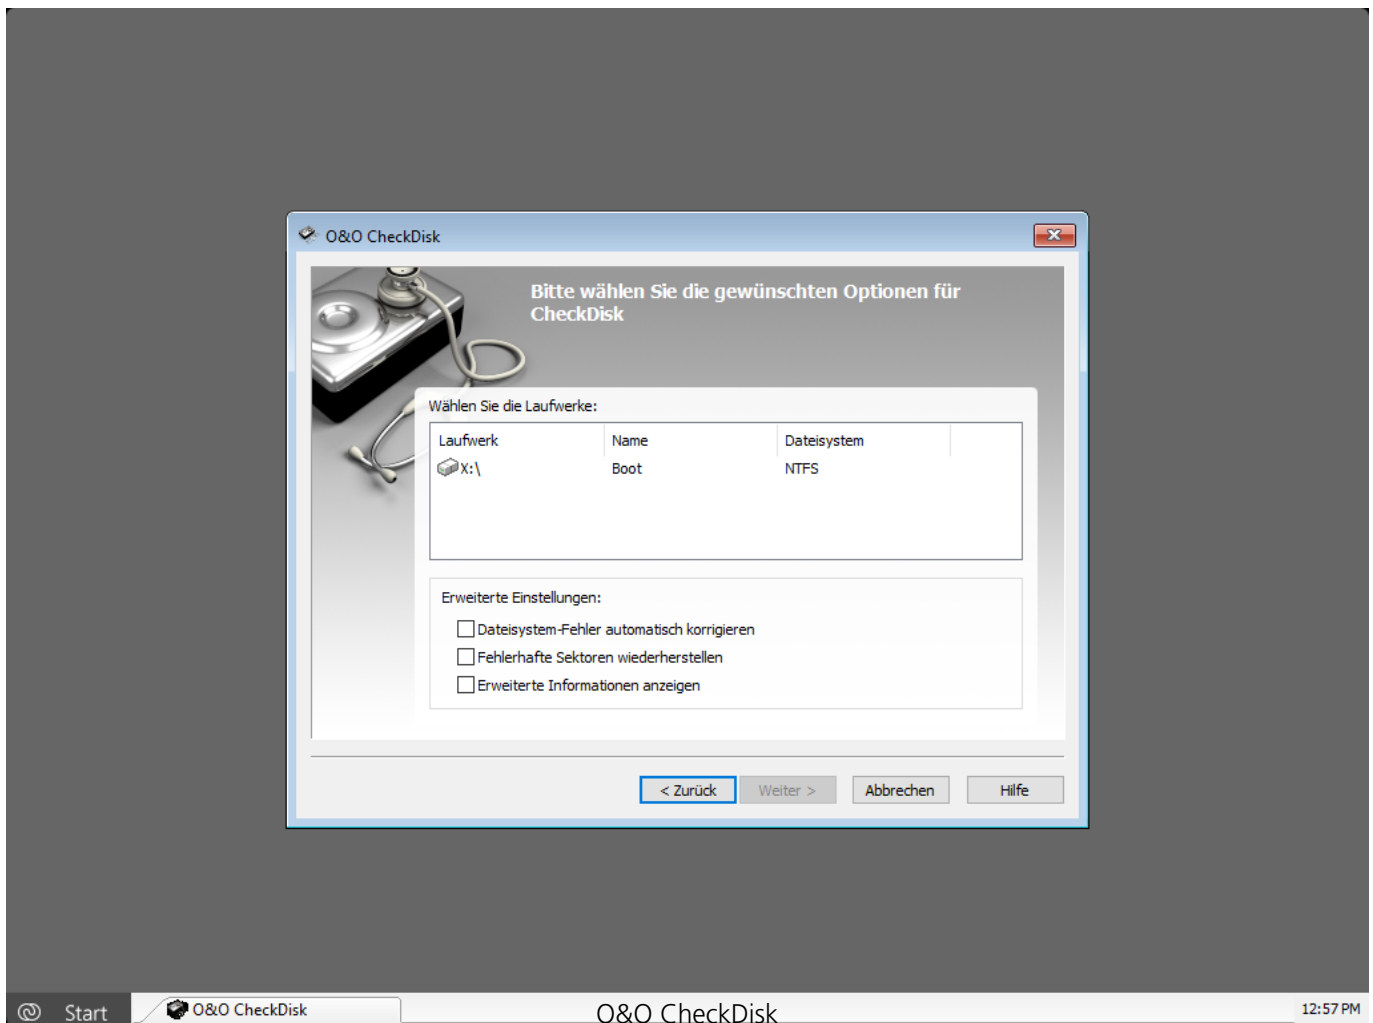 O&O CheckDisk
Bitte wählen Sie die gewünschten Optionen für
CheckDisk
Wählen Sie die Laufwerke:
Laufwerk Name Dateisystem
X:\ Boot NTFS
Erweiterte Einstellungen:
Dateisystem-Fehler automatisch korrigieren
Fehlerhafte Sektoren wiederherstellen
Erweiterte Informationen anzeigen
< Zurück Weiter > Abbrechen Hilfe
Start O&O CheckDisk O&O CheckDisk 12:57 PM